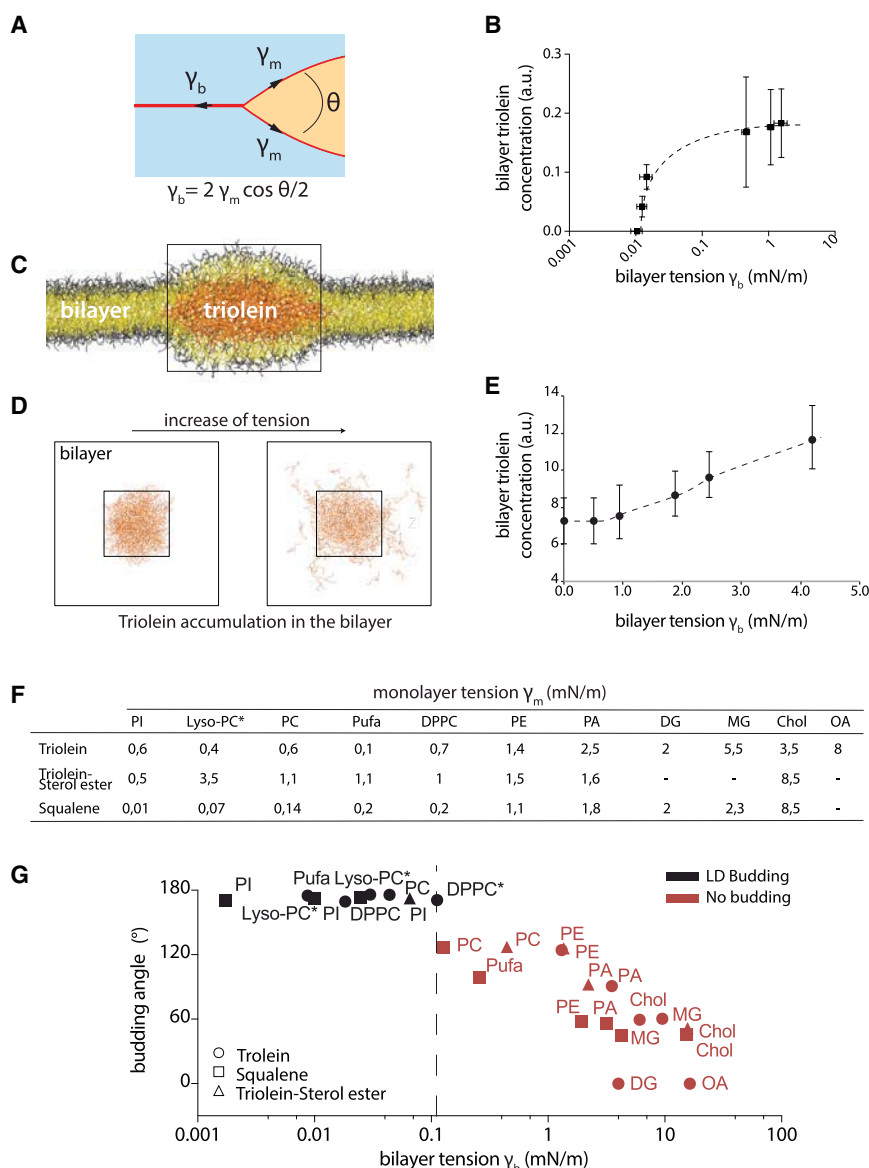 A
γm
γb
θ
γm
γb= 2 γm cos θ/2
B
bilayer triolein
concentration (a.u.)
0.3
0.2
0.1
0.0
0.001
0.01
0.1
1
10
bilayer tension γb (mN/m)
C
bilayer
triolein
D
increase of tension
bilayer
Z
Triolein accumulation in the bilayer
E
bilayer triolein
concentration (a.u.)
14
12
10
8
6
4
0.0 1.0 2.0 3.0 4.0 5.0
bilayer tension γb (mN/m)
F
monolayer tension γm (mN/m)
PI Lyso-PC* PC Pufa DPPC PE PA DG MG Chol OA
Triolein 0,6 0,4 0,6 0,1 0,7 1,4 2,5 2 5,5 3,5 8
Triolein-
Sterol ester 0,5 3,5 1,1 1,1 1 1,5 1,6 - - 8,5 -
Squalene 0,01 0,07 0,14 0,2 0,2 1,1 1,8 2 2,3 8,5 -
G
LD Budding
No budding
budding angle (°)
180
120
60
0
PI
Pufa Lyso-PC*
PC
DPPC*
Lyso-PC* PI DPPC PI
PC
PC
PE
PE
Pufa
PA
PA
Chol
PE
PA
MG
MG
Chol
Chol
DG
OA
Trolein
Squalene
Triolein-Sterol ester
0.001 0.01 0.1 1 10 100
bilayer tension γb (mN/m)